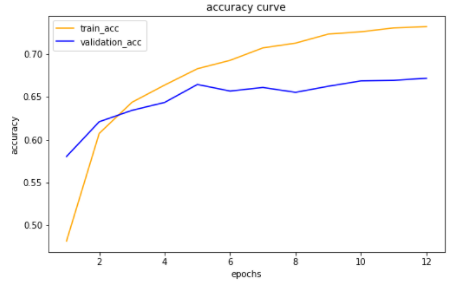 accuracy curve
train_acc
validation_acc
accuracy
0.70
0.65
0.60
0.55
0.50
2 4 6 8 10 12
epochs